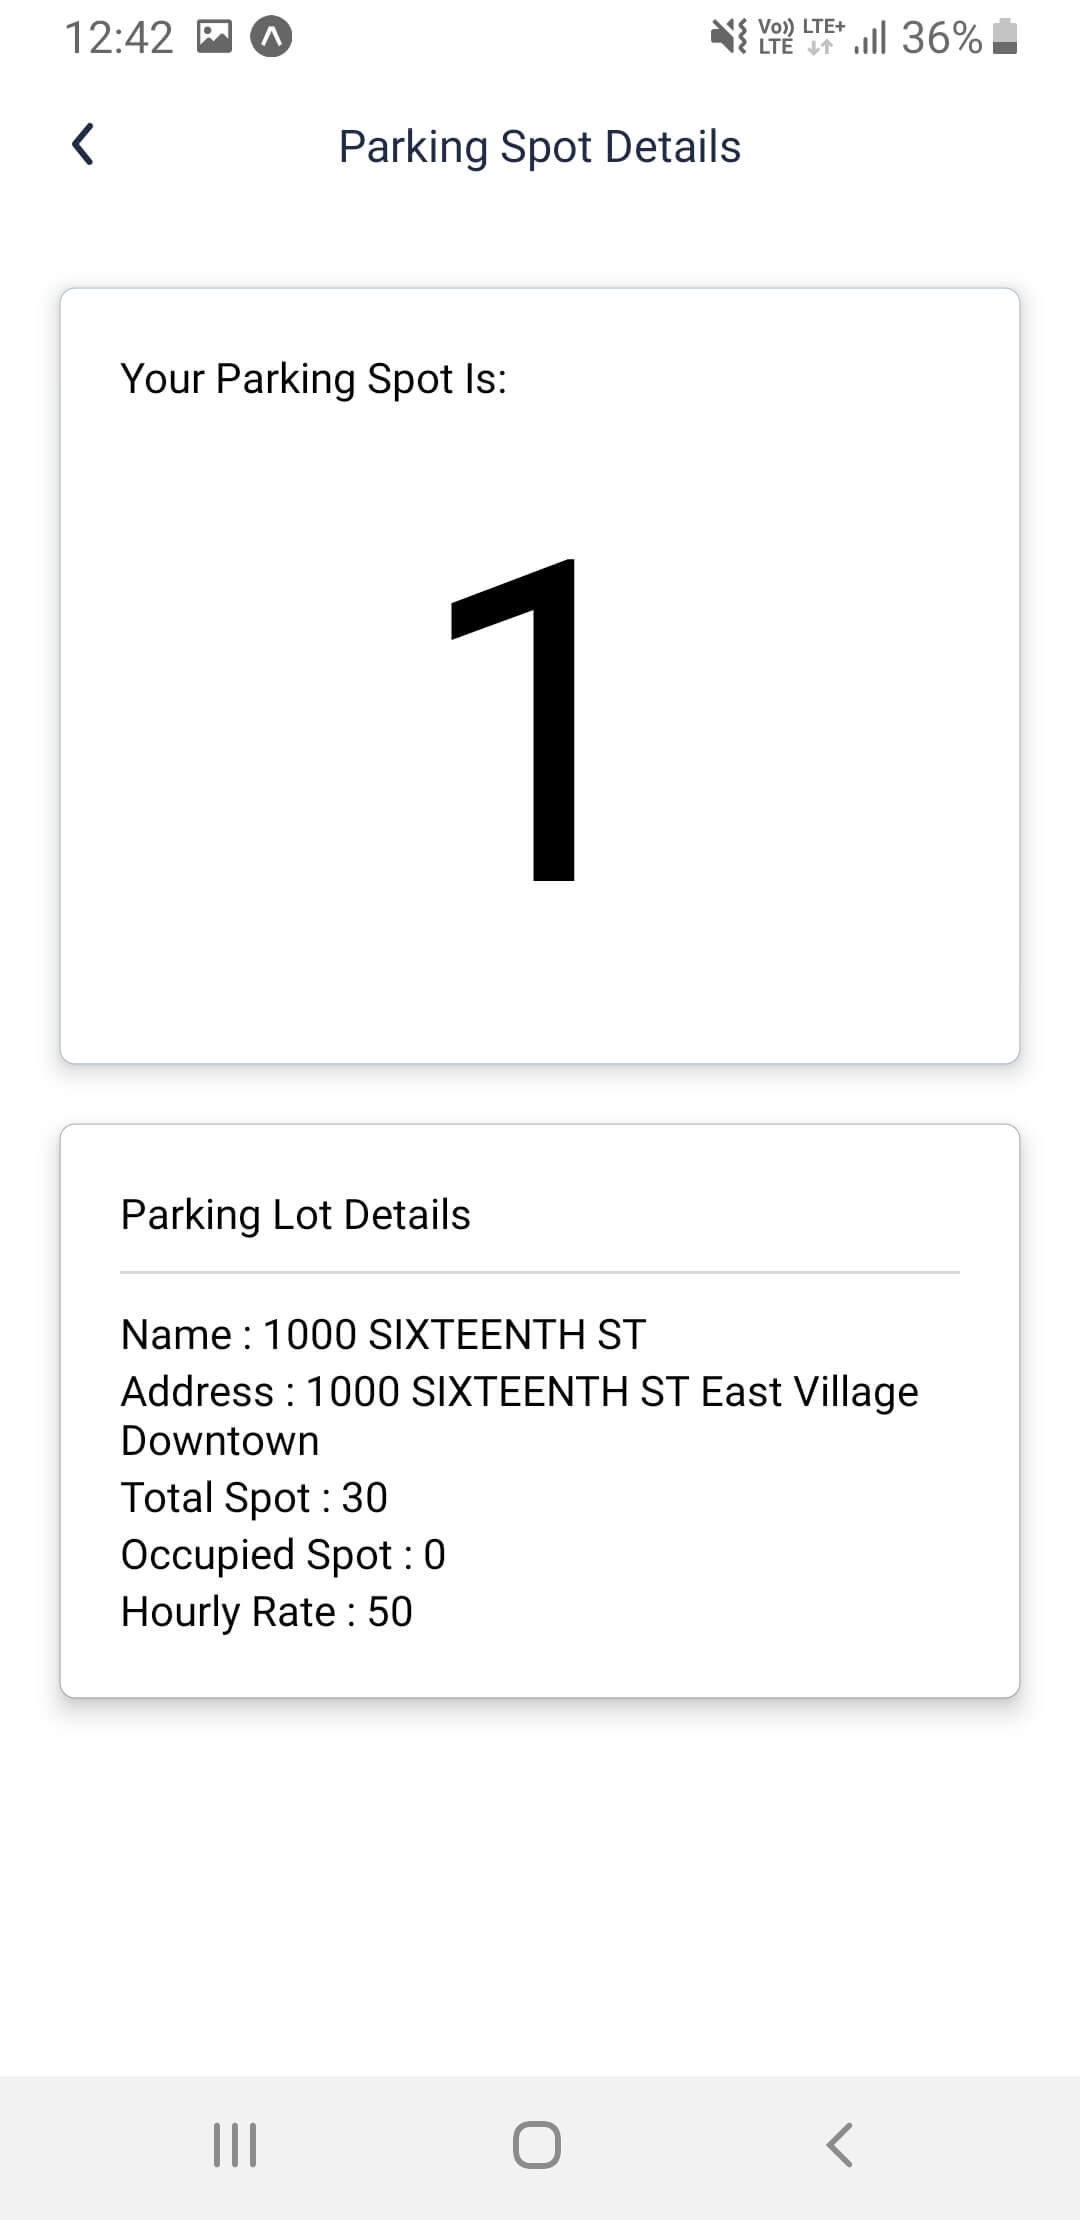 12:42
Vo)) LTE+
LTE
36%
Parking Spot Details
Your Parking Spot Is:
1
Parking Lot Details
Name : 1000 SIXTEENTH ST
Address : 1000 SIXTEENTH ST East Village
Downtown
Total Spot : 30
Occupied Spot : 0
Hourly Rate : 50